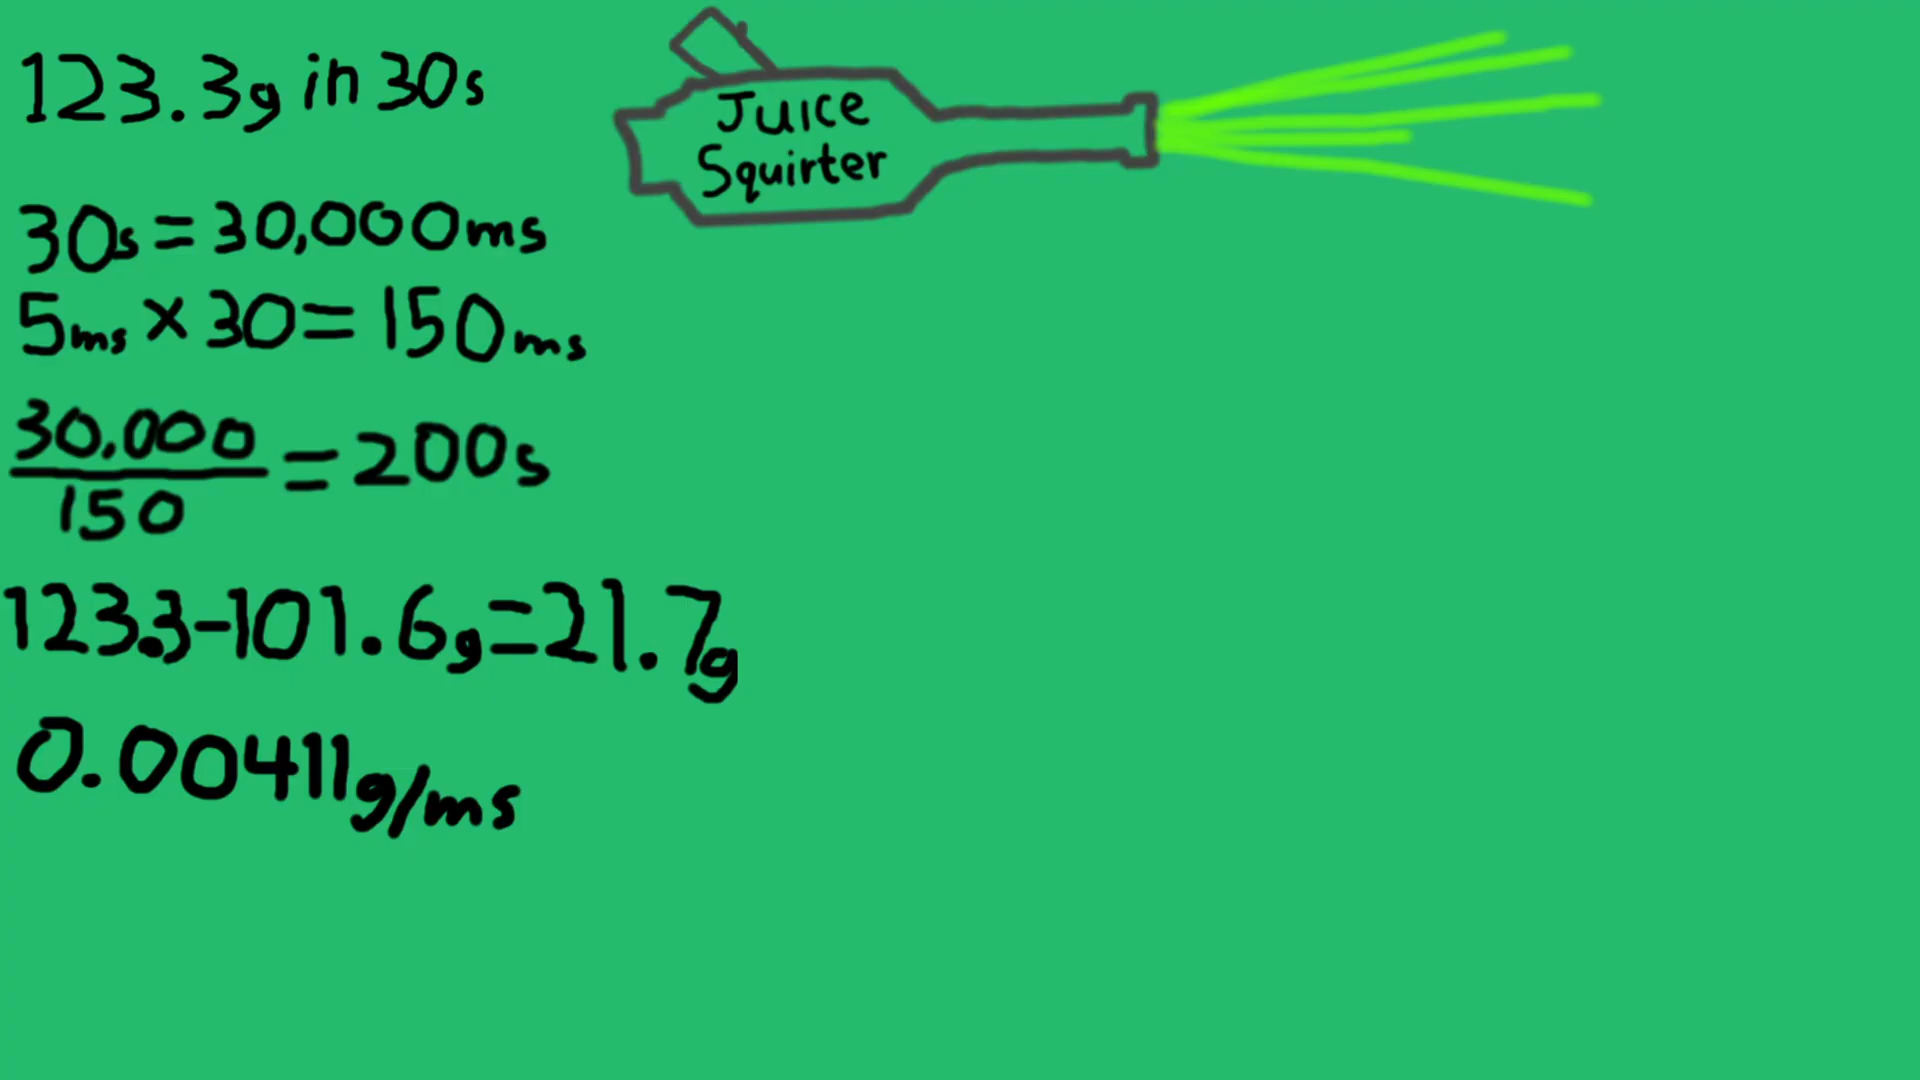 123.3g in 30s
Juice
Squirter
30s = 30,000ms
5ms × 30 = 150ms
30,000
150
= 200s
123.3-101.6g=21.7g
0.00411g/ms